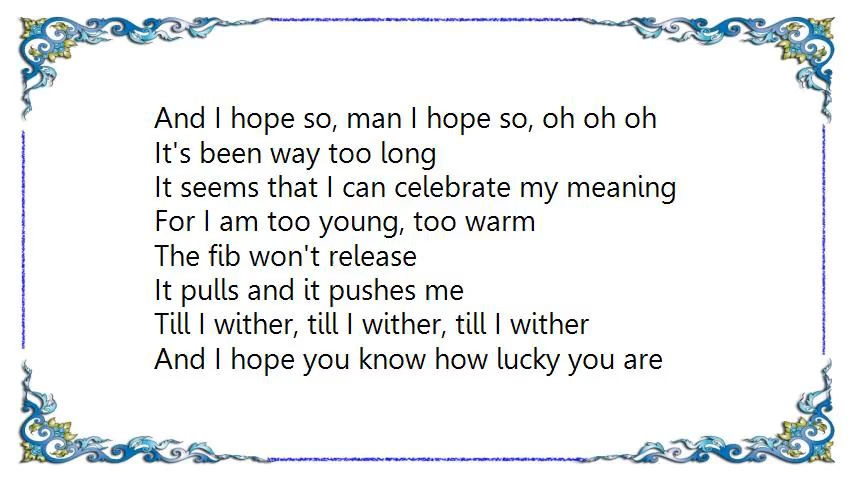 And I hope so, man I hope so, oh oh oh
It's been way too long
It seems that I can celebrate my meaning
For I am too young, too warm
The fib won't release
It pulls and it pushes me
Till I wither, till I wither, till I wither
And I hope you know how lucky you are